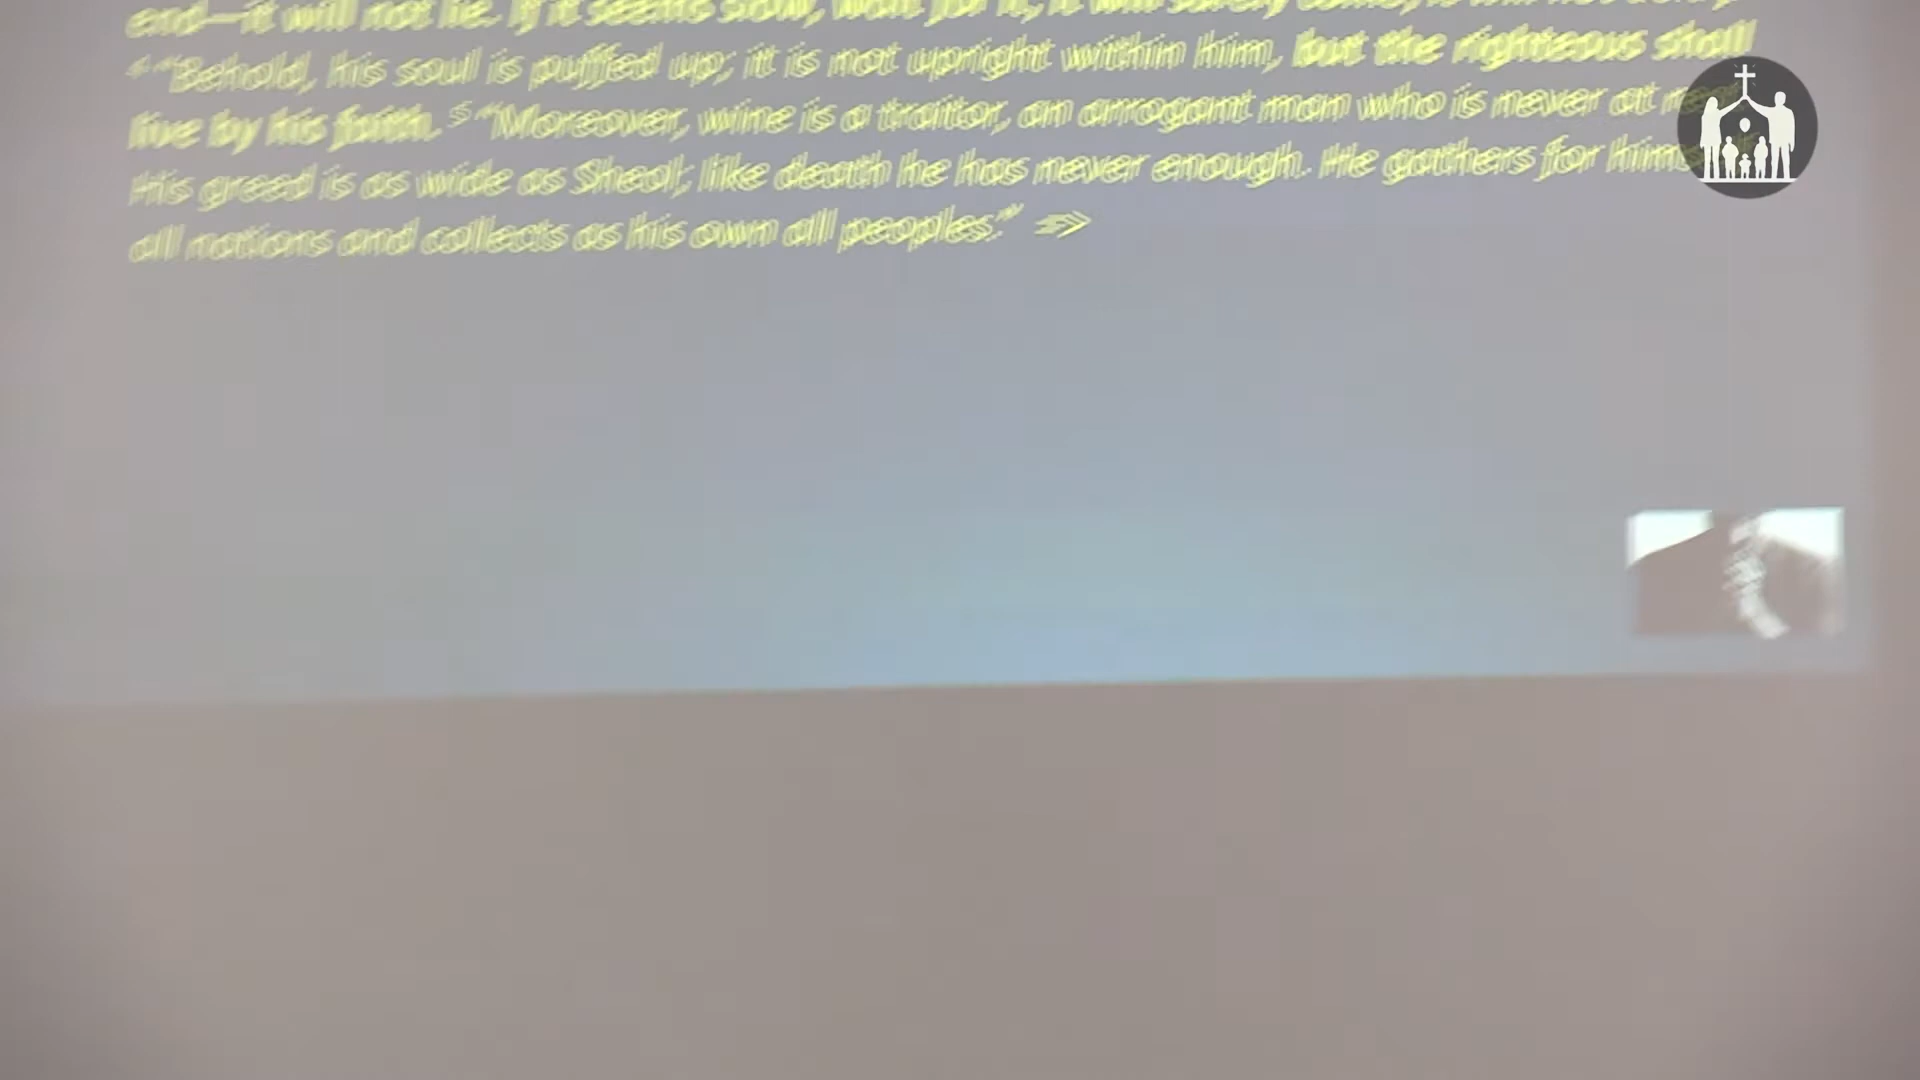 end—it will not lie. If it seems slow, wait for it; it will surely come; it will not delay.
4 “Behold, his soul is puffed up; it is not upright within him, but the righteous shall
live by his faith. 5 “Moreover, wine is a traitor, an arrogant man who is never at rest.
His greed is as wide as Sheol; like death he has never enough. He gathers for hims
all nations and collects as his own all peoples.” >>